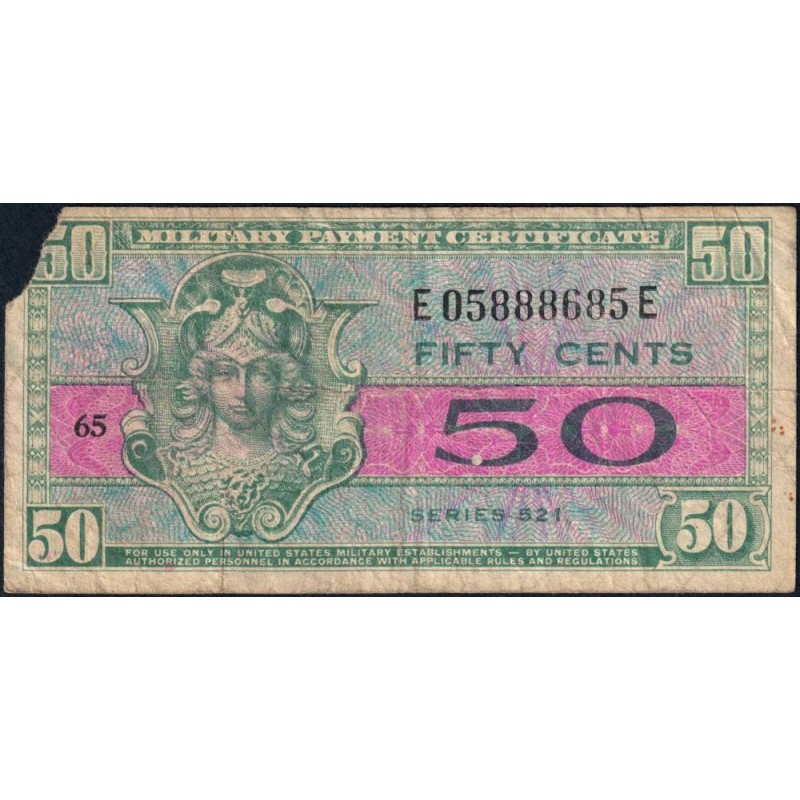 50 MILITARY PAYMENT CERTIFICATE 50
E05888685E
FIFTY CENTS
65 50
SERIES 521
50 FOR USE ONLY IN UNITED STATES MILITARY ESTABLISHMENTS — BY UNITED STATES 50
AUTHORIZED PERSONNEL IN ACCORDANCE WITH APPLICABLE RULES AND REGULATIONS